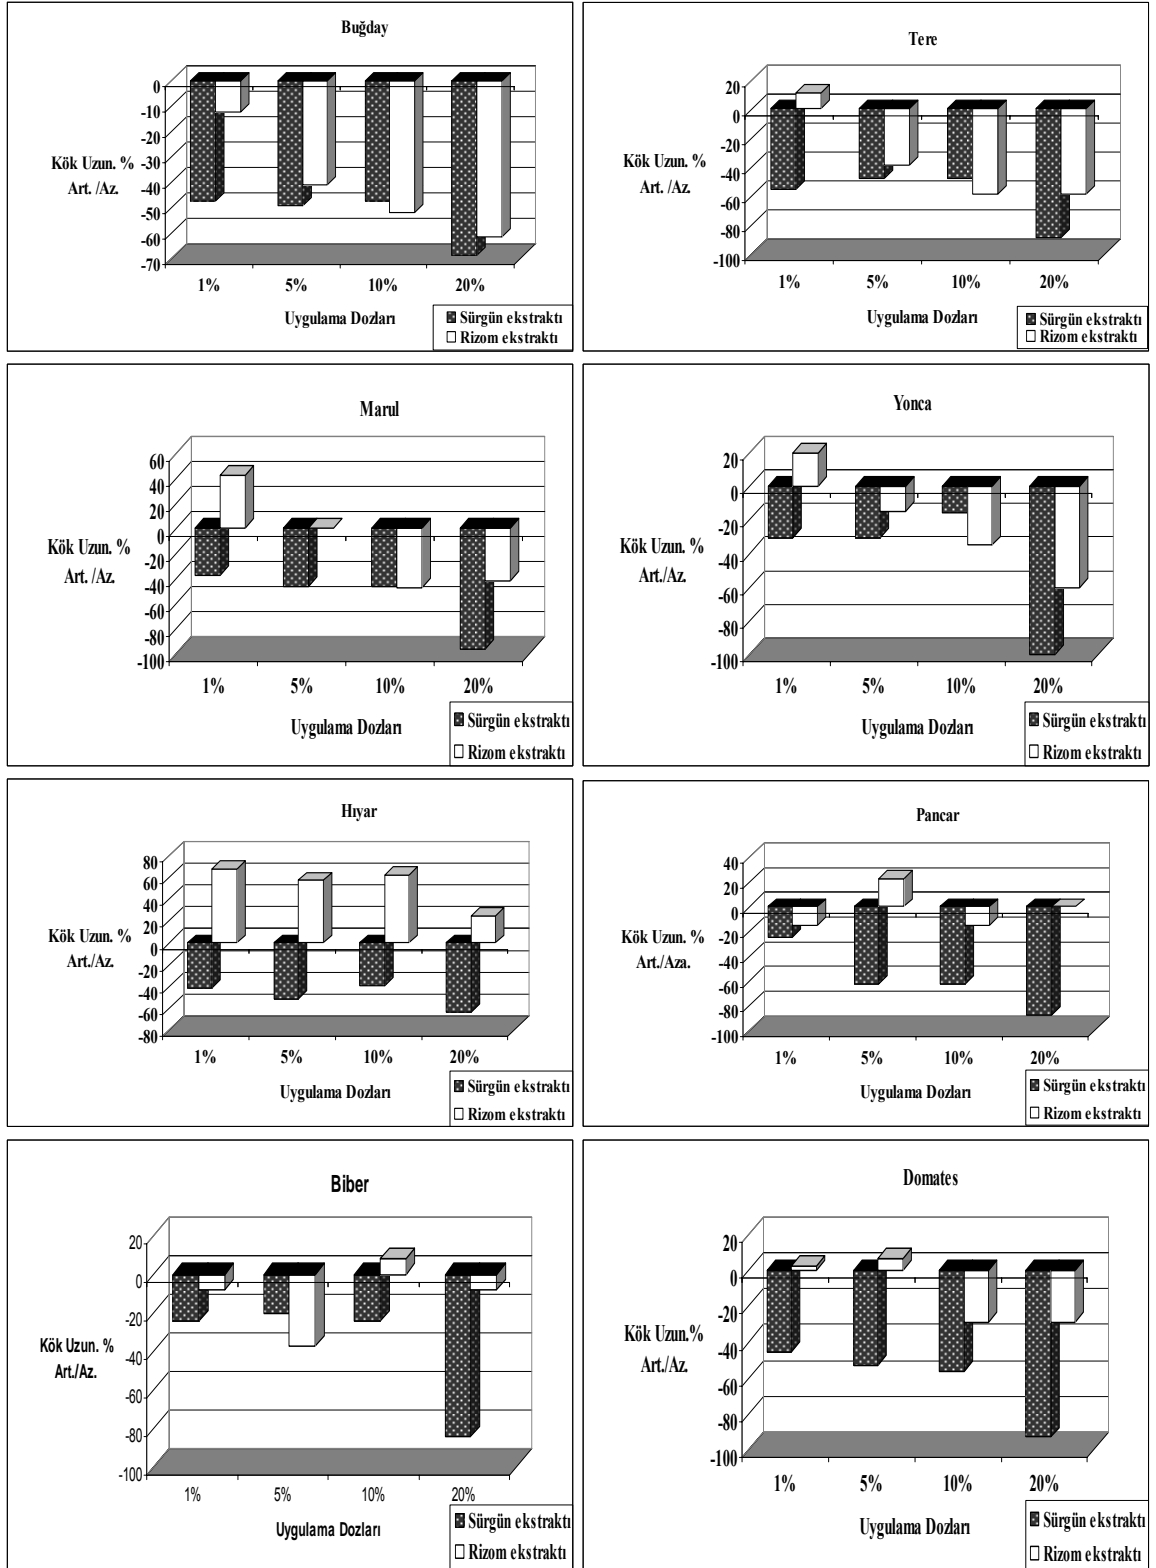 Buğday
0
-10
-20
-30
-40
-50
-60
-70
Kök Uzun. %
Art. /Az.
1% 5% 10% 20%
Uygulama Dozları
Sürgün ekstraktı
Rizom ekstraktı
Tere
20
0
-20
-40
-60
-80
-100
Kök Uzun. %
Art. /Az.
1% 5% 10% 20%
Uygulama Dozları
Sürgün ekstraktı
Rizom ekstraktı
Marul
60
40
20
0
-20
-40
-60
-80
-100
Kök Uzun. %
Art. /Az.
1% 5% 10% 20%
Uygulama Dozları
Sürgün ekstraktı
Rizom ekstraktı
Yonca
20
0
-20
-40
-60
-80
-100
Kök Uzun. %
Art./Az.
1% 5% 10% 20%
Uygulama Dozları
Sürgün ekstraktı
Rizom ekstraktı
Hıyar
80
60
40
20
0
-20
-40
-60
-80
Kök Uzun. %
Art./Az.
1% 5% 10% 20%
Uygulama Dozları
Sürgün ekstraktı
Rizom ekstraktı
Pancar
40
20
0
-20
-40
-60
-80
-100
Kök Uzun. %
Art./Aza.
1% 5% 10% 20%
Uygulama Dozları
Sürgün ekstraktı
Rizom ekstraktı
Biber
20
0
-20
-40
-60
-80
-100
Kök Uzun. %
Art./Az.
1% 5% 10% 20%
Uygulama Dozları
Sürgün ekstraktı
Rizom ekstraktı
Domates
20
0
-20
-40
-60
-80
-100
Kök Uzun.%
Art./Az.
1% 5% 10% 20%
Uygulama Dozları
Sürgün ekstraktı
Rizom ekstraktı